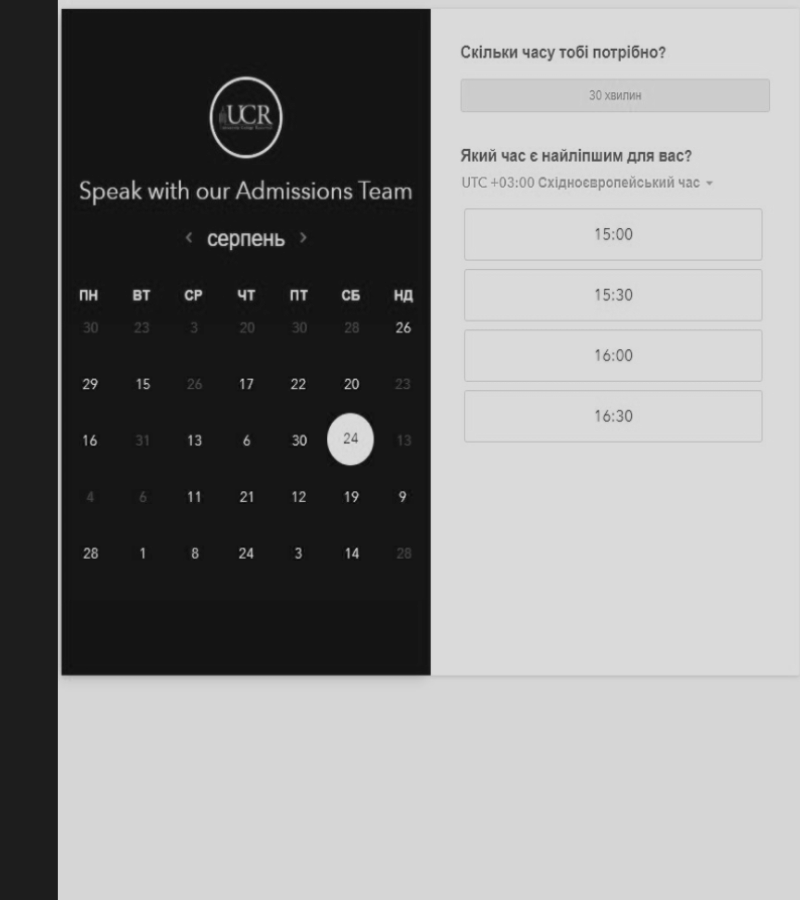 UCR
Speak with our Admissions Team
серпень
ПН ВТ СР ЧТ ПТ СБ НД
30 23 3 20 30 28 26
29 15 26 17 22 20 23
16 31 13 6 30 24 13
4 6 11 21 12 19 9
28 1 8 24 3 14 28
Скільки часу тобі потрібно?
30 хвилин
Який час є найліпшим для вас?
UTC +03:00 Східноєвропейський час
15:00
15:30
16:00
16:30